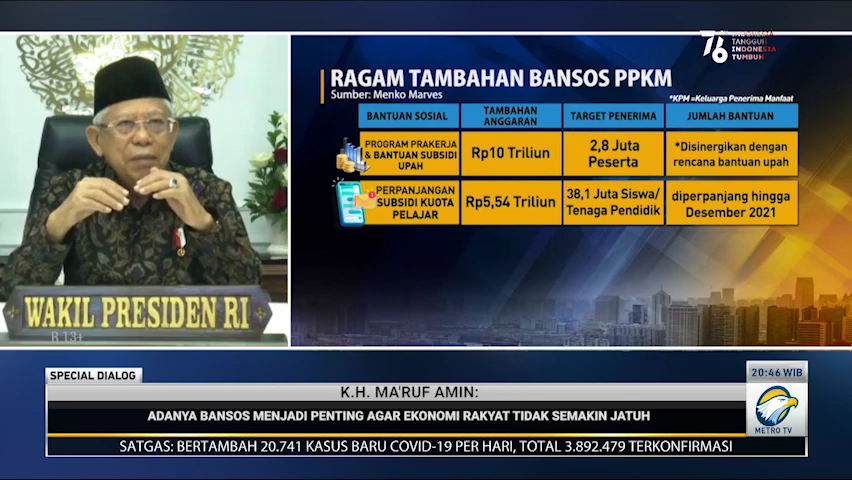 76
INDONESIA
TANGGUH
INDONESIA
TUMBUH
RAGAM TAMBAHAN BANSOS PPKM
Sumber: Menko Marves
*KPM =Keluarga Penerima Manfaat
BANTUAN SOSIAL
TAMBAHAN
ANGGARAN
TARGET PENERIMA
JUMLAH BANTUAN
PROGRAM PRAKERJA
& BANTUAN SUBSIDI
UPAH
Rp10 Triliun
2,8 Juta
Peserta
*Disinergikan dengan
rencana bantuan upah
PERPANJANGAN
SUBSIDI KUOTA
PELAJAR
Rp5,54 Triliun
38,1 Juta Siswa/
Tenaga Pendidik
diperpanjang hingga
Desember 2021
WAKIL PRESIDEN RI
SPECIAL DIALOG
K.H. MA'RUF AMIN:
ADANYA BANSOS MENJADI PENTING AGAR EKONOMI RAKYAT TIDAK SEMAKIN JATUH
20:46 WIB
METRO TV
SATGAS: BERTAMBAH 20.741 KASUS BARU COVID-19 PER HARI, TOTAL 3.892.479 TERKONFIRMASI